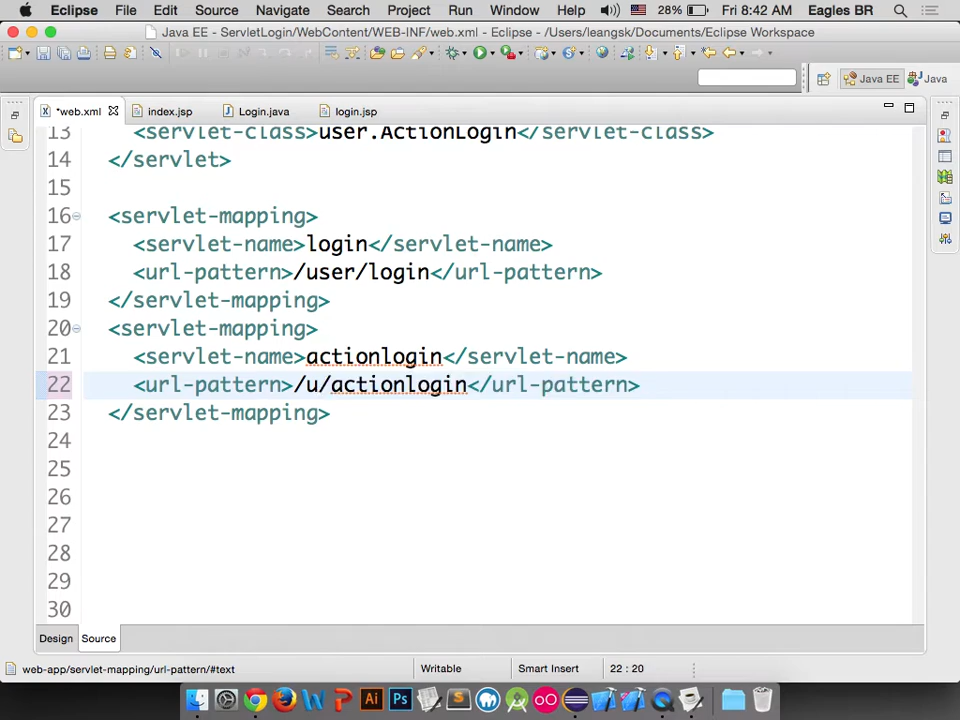 Eclipse File Edit Source Navigate Search Project Run Window Help 28% Fri 8:42 AM Eagles BR
Java EE - ServletLogin/WebContent/WEB-INF/web.xml - Eclipse - /Users/leangsk/Documents/Eclipse Workspace
Java EE Java
*web.xml index.jsp Login.java login.jsp
13 <servlet-class>user.ActionLogin</servlet-class>
14 </servlet>
15
16 <servlet-mapping>
17 <servlet-name>login</servlet-name>
18 <url-pattern>/user/login</url-pattern>
19 </servlet-mapping>
20 <servlet-mapping>
21 <servlet-name>actionlogin</servlet-name>
22 <url-pattern>/u/actionlogin</url-pattern>
23 </servlet-mapping>
24
25
26
27
28
29
30
Design Source
web-app/servlet-mapping/url-pattern/#text Writable Smart Insert 22 : 20